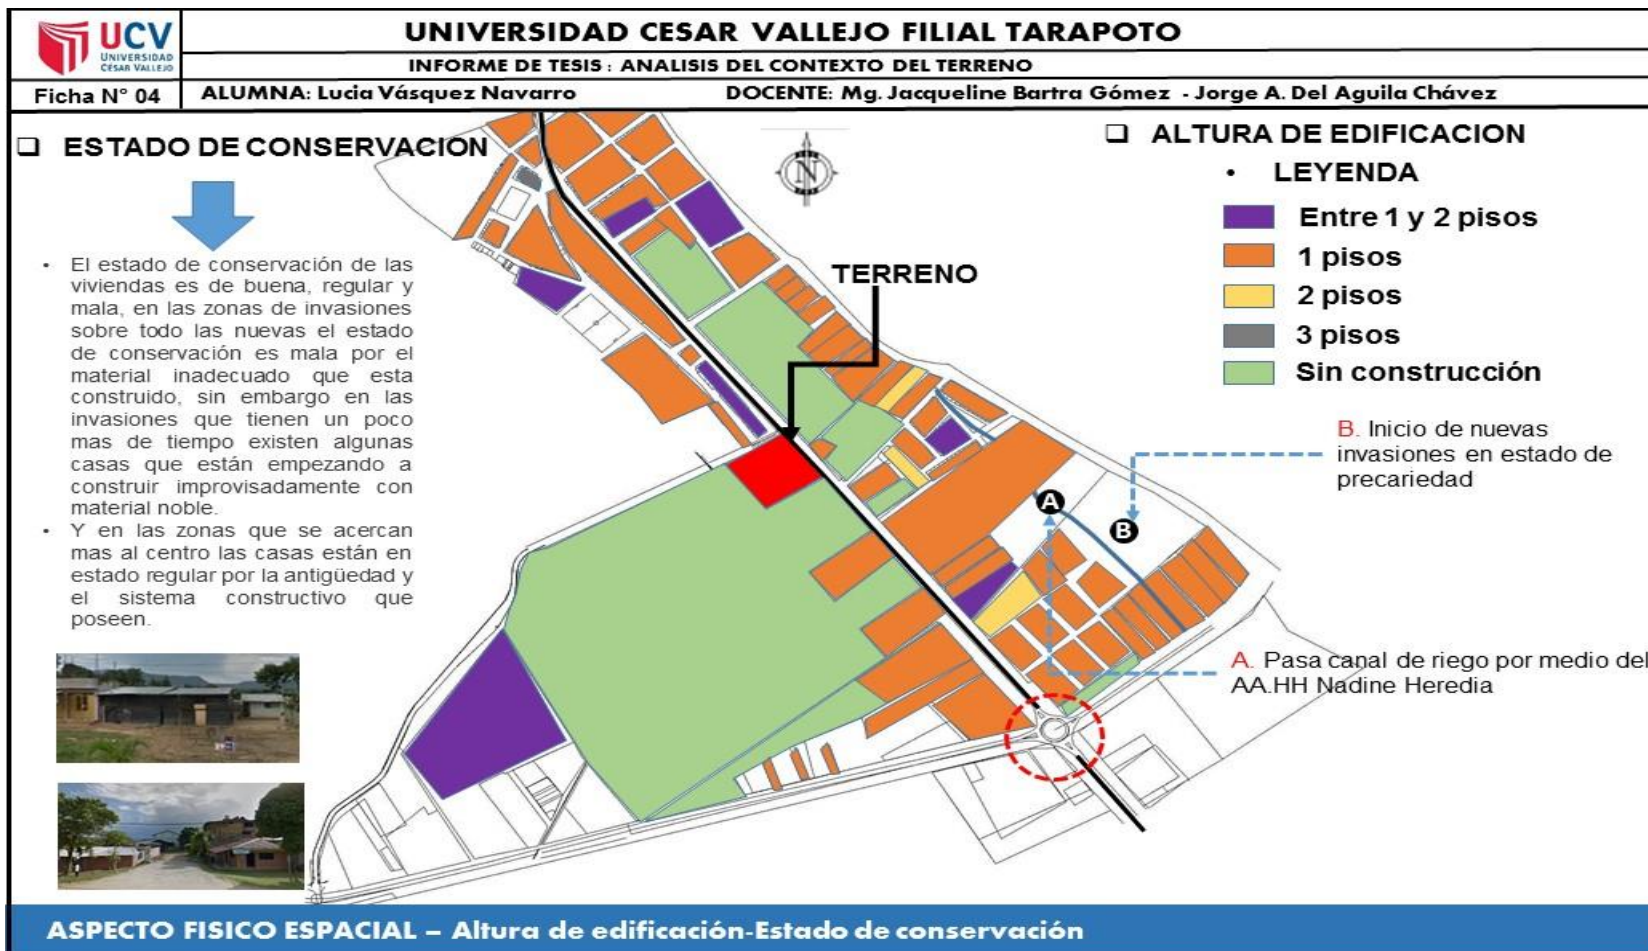 UCV
UNIVERSIDAD
CÉSAR VALLEJO
UNIVERSIDAD CESAR VALLEJO FILIAL TARAPOTO
INFORME DE TESIS : ANALISIS DEL CONTEXTO DEL TERRENO
Ficha N° 04
ALUMNA: Lucia Vásquez Navarro
DOCENTE: Mg. Jacqueline Bartra Gómez - Jorge A. Del Aguila Chávez
❑ ESTADO DE CONSERVACION
• El estado de conservación de las
viviendas es de buena, regular y
mala, en las zonas de invasiones
sobre todo las nuevas el estado
de conservación es mala por el
material inadecuado que esta
construido, sin embargo en las
invasiones que tienen un poco
mas de tiempo existen algunas
casas que están empezando a
construir improvisadamente con
material noble.
• Y en las zonas que se acercan
mas al centro las casas están en
estado regular por la antigüedad y
el sistema constructivo que
poseen.
N
TERRENO
A
B
❑ ALTURA DE EDIFICACION
• LEYENDA
Entre 1 y 2 pisos
1 pisos
2 pisos
3 pisos
Sin construcción
B. Inicio de nuevas
invasiones en estado de
precariedad
A. Pasa canal de riego por medio del
AA.HH Nadine Heredia
ASPECTO FISICO ESPACIAL – Altura de edificación-Estado de conservación